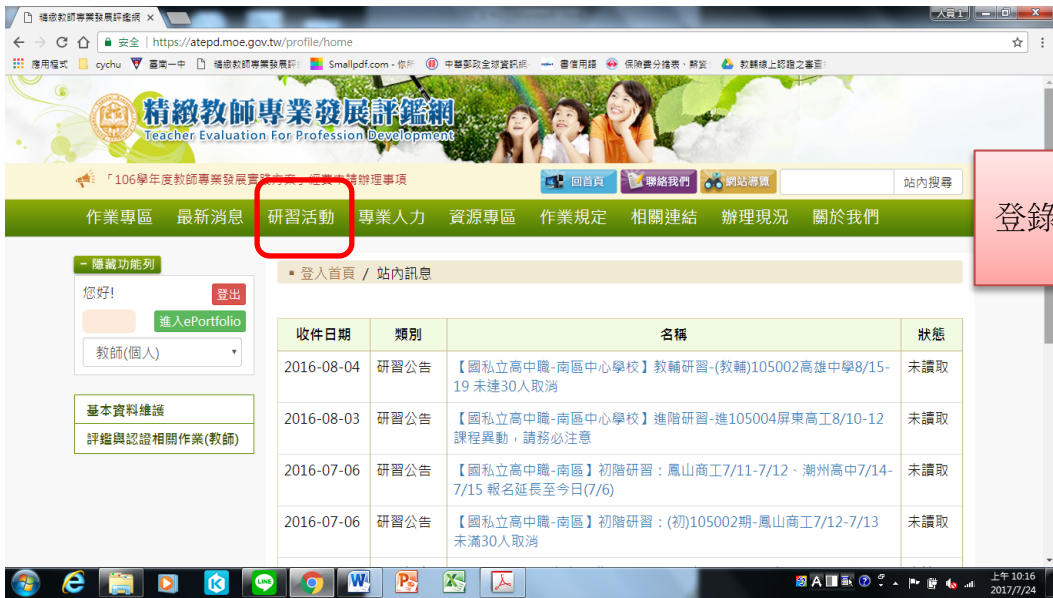 精緻教師專業發展評鑑網
人員1
安全 | https://atepd.moe.gov.tw/profile/home
應用程式 cychu 臺南一中 精緻教師專業發展評 Smallpdf.com - 你所 中華郵政全球資訊網 書信用語 保險費分擔表、薪資 教輔線上認證之審查
精緻教師專業發展評鑑網
Teacher Evaluation For Profession Development
「106學年度教師專業發展實踐方案」經費申請辦理事項 回首頁 聯絡我們 網站導覽 站內搜尋
作業專區 最新消息 研習活動 專業人力 資源專區 作業規定 相關連結 辦理現況 關於我們
登錄
- 隱藏功能列
您好! 登出
進入ePortfolio
教師(個人)
基本資料維護
評鑑與認證相關作業(教師)
登入首頁 / 站內訊息
收件日期 類別 名稱 狀態
2016-08-04 研習公告 【國私立高中職-南區中心學校】教輔研習-(教輔)105002高雄中學8/15-19 未達30人取消 未讀取
2016-08-03 研習公告 【國私立高中職-南區中心學校】進階研習-進105004屏東高工8/10-12 課程異動，請務必注意 未讀取
2016-07-06 研習公告 【國私立高中職-南區】初階研習：鳳山商工7/11-7/12、潮州高中7/14-7/15 報名延長至今日(7/6) 未讀取
2016-07-06 研習公告 【國私立高中職-南區】初階研習：(初)105002期-鳳山商工7/12-7/13 未滿30人取消 未讀取
上午 10:16
2017/7/24